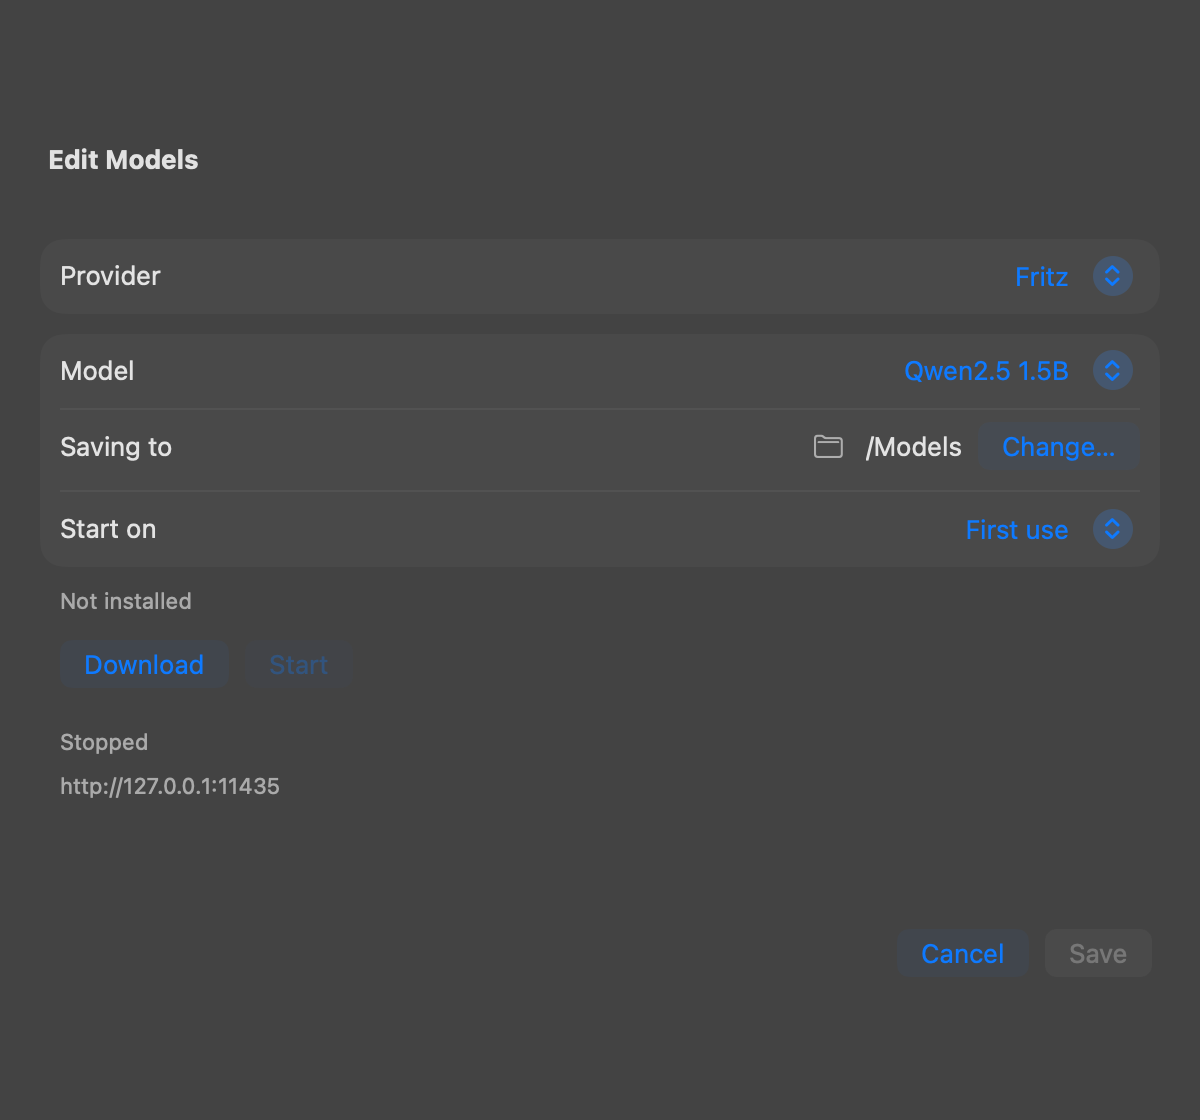 Edit Models
Provider Fritz
Model Qwen2.5 1.5B
Saving to /Models Change...
Start on First use
Not installed
Download Start
Stopped
http://127.0.0.1:11435
Cancel Save